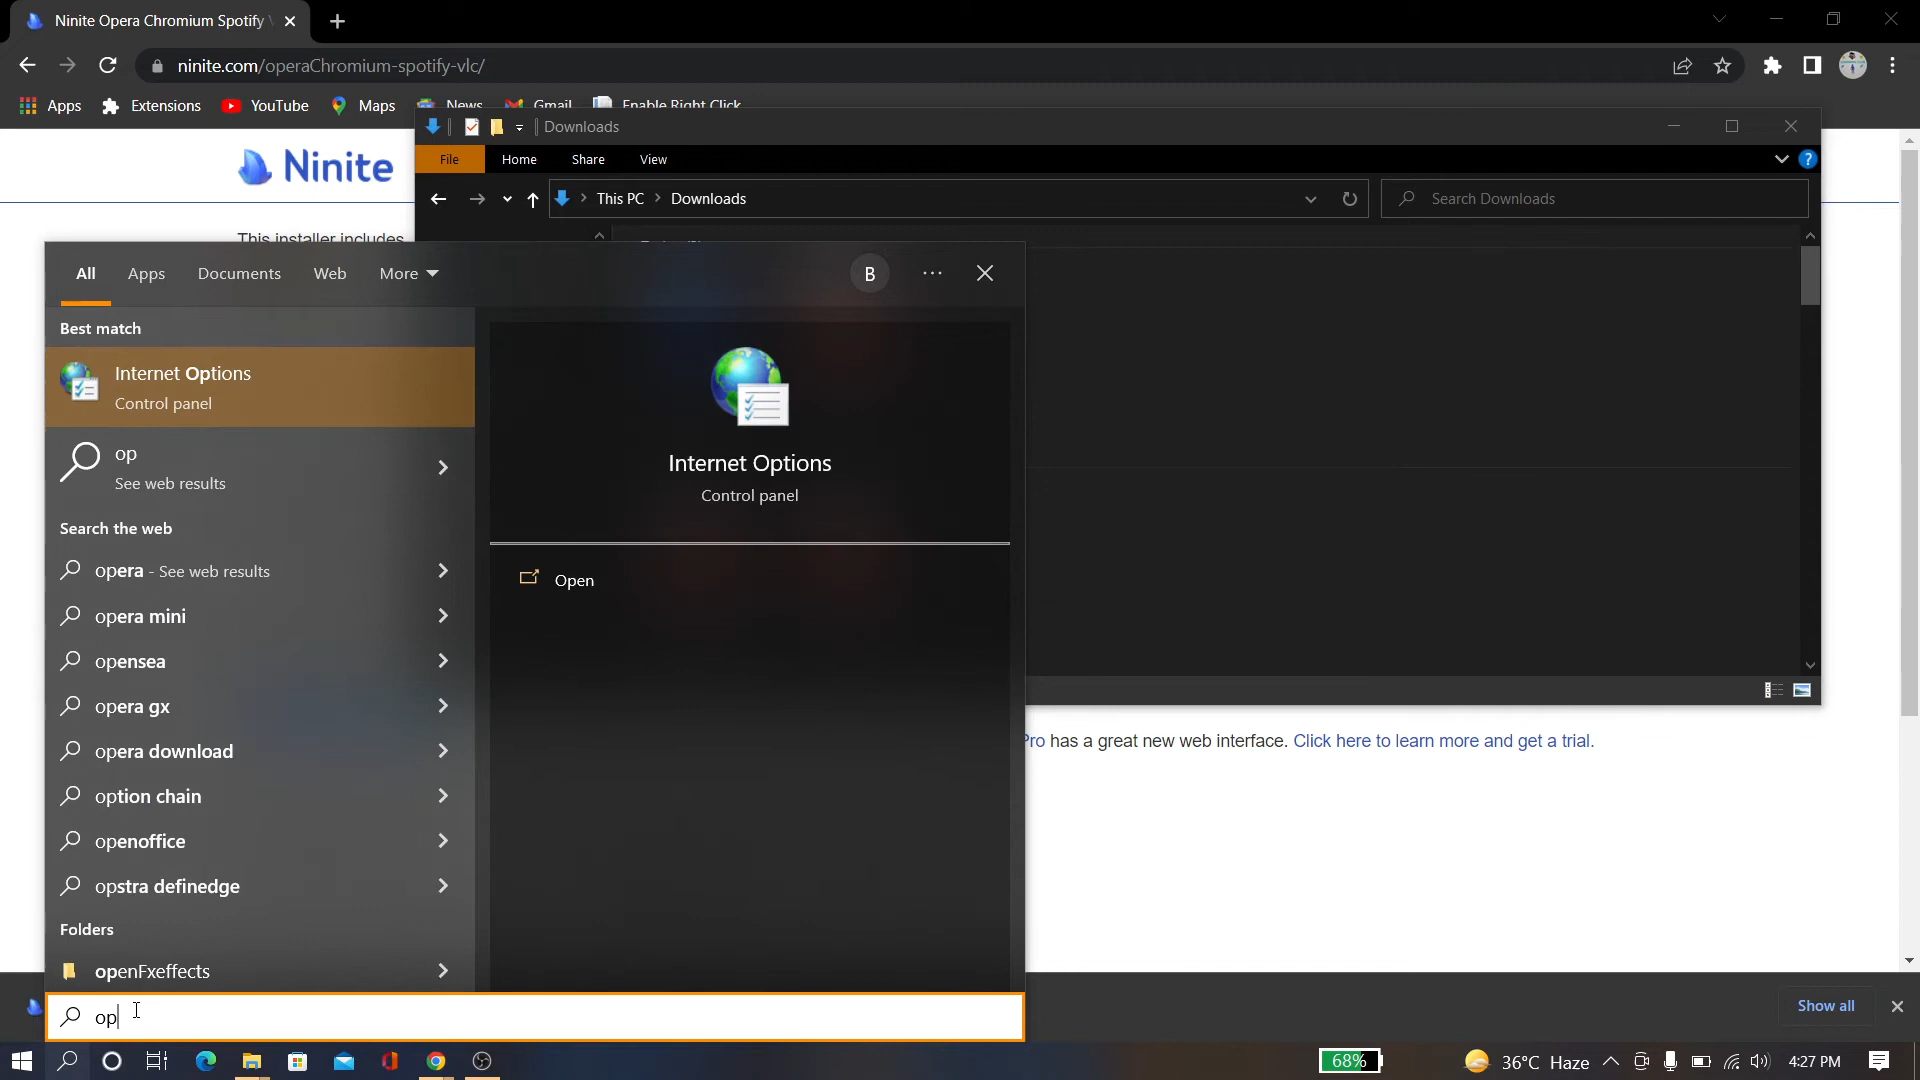 Ninite Opera Chromium Spotify
ninite.com/operaChromium-spotify-vlc/
Apps Extensions YouTube Maps News Gmail Enable Right Click
Downloads
File Home Share View
Ninite
This PC Downloads
Search Downloads
This installer includes
All Apps Documents Web More
B
Best match
Internet Options
Control panel
op
See web results
Search the web
opera - See web results
opera mini
opensea
opera gx
opera download
option chain
openoffice
opstra definedge
Folders
openFxeffects
Internet Options
Control panel
Open
Pro has a great new web interface. Click here to learn more and get a trial.
Show all
op
68% 36°C Haze 4:27 PM